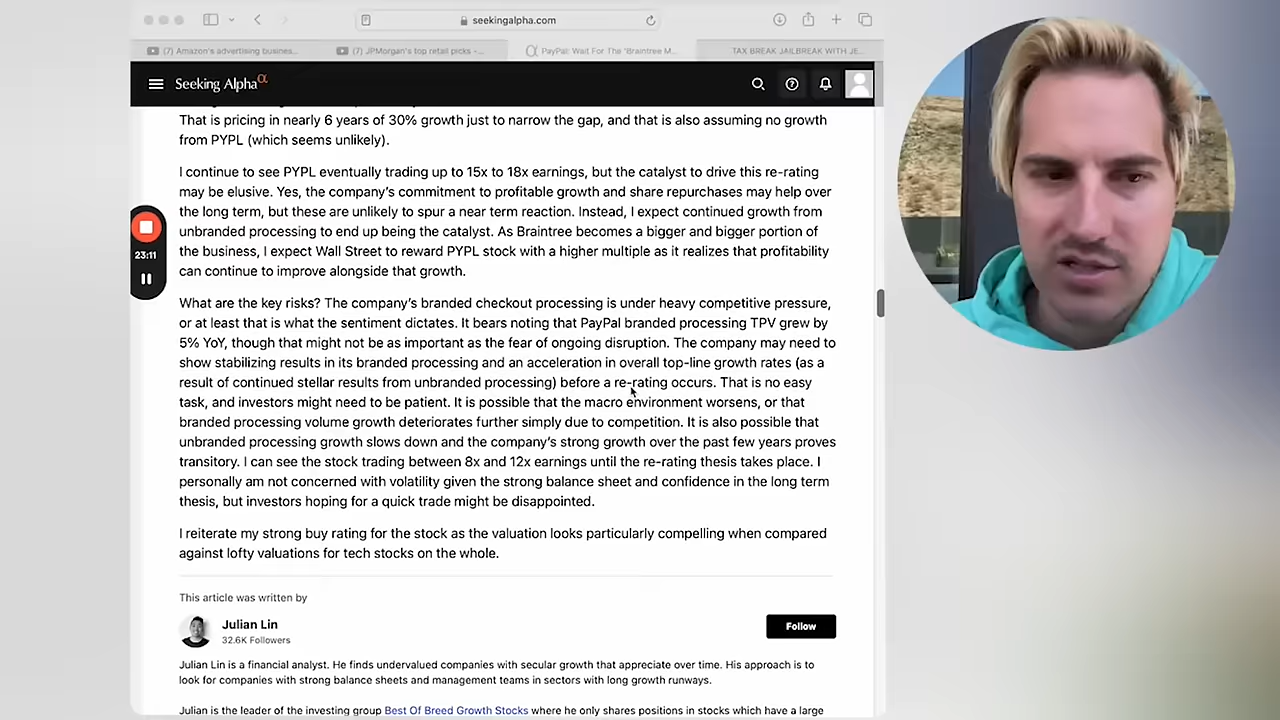 seekingalpha.com
(7) Amazon's advertising busines...
(7) JPMorgan's top retail picks –...
PayPal: Wait For The 'Braintree M...
TAX BREAK JAILBREAK WITH JE...
Seeking Alpha
That is pricing in nearly 6 years of 30% growth just to narrow the gap, and that is also assuming no growth
from PYPL (which seems unlikely).
I continue to see PYPL eventually trading up to 15x to 18x earnings, but the catalyst to drive this re-rating
may be elusive. Yes, the company's commitment to profitable growth and share repurchases may help over
the long term, but these are unlikely to spur a near term reaction. Instead, I expect continued growth from
unbranded processing to end up being the catalyst. As Braintree becomes a bigger and bigger portion of
the business, I expect Wall Street to reward PYPL stock with a higher multiple as it realizes that profitability
can continue to improve alongside that growth.
23:11
What are the key risks? The company's branded checkout processing is under heavy competitive pressure,
or at least that is what the sentiment dictates. It bears noting that PayPal branded processing TPV grew by
5% YoY, though that might not be as important as the fear of ongoing disruption. The company may need to
show stabilizing results in its branded processing and an acceleration in overall top-line growth rates (as a
result of continued stellar results from unbranded processing) before a re-rating occurs. That is no easy
task, and investors might need to be patient. It is possible that the macro environment worsens, or that
branded processing volume growth deteriorates further simply due to competition. It is also possible that
unbranded processing growth slows down and the company's strong growth over the past few years proves
transitory. I can see the stock trading between 8x and 12x earnings until the re-rating thesis takes place. I
personally am not concerned with volatility given the strong balance sheet and confidence in the long term
thesis, but investors hoping for a quick trade might be disappointed.
I reiterate my strong buy rating for the stock as the valuation looks particularly compelling when compared
against lofty valuations for tech stocks on the whole.
This article was written by
Julian Lin
32.6K Followers
Follow
Julian Lin is a financial analyst. He finds undervalued companies with secular growth that appreciate over time. His approach is to
look for companies with strong balance sheets and management teams in sectors with long growth runways.
Julian is the leader of the investing group Best Of Breed Growth Stocks where he only shares positions in stocks which have a large